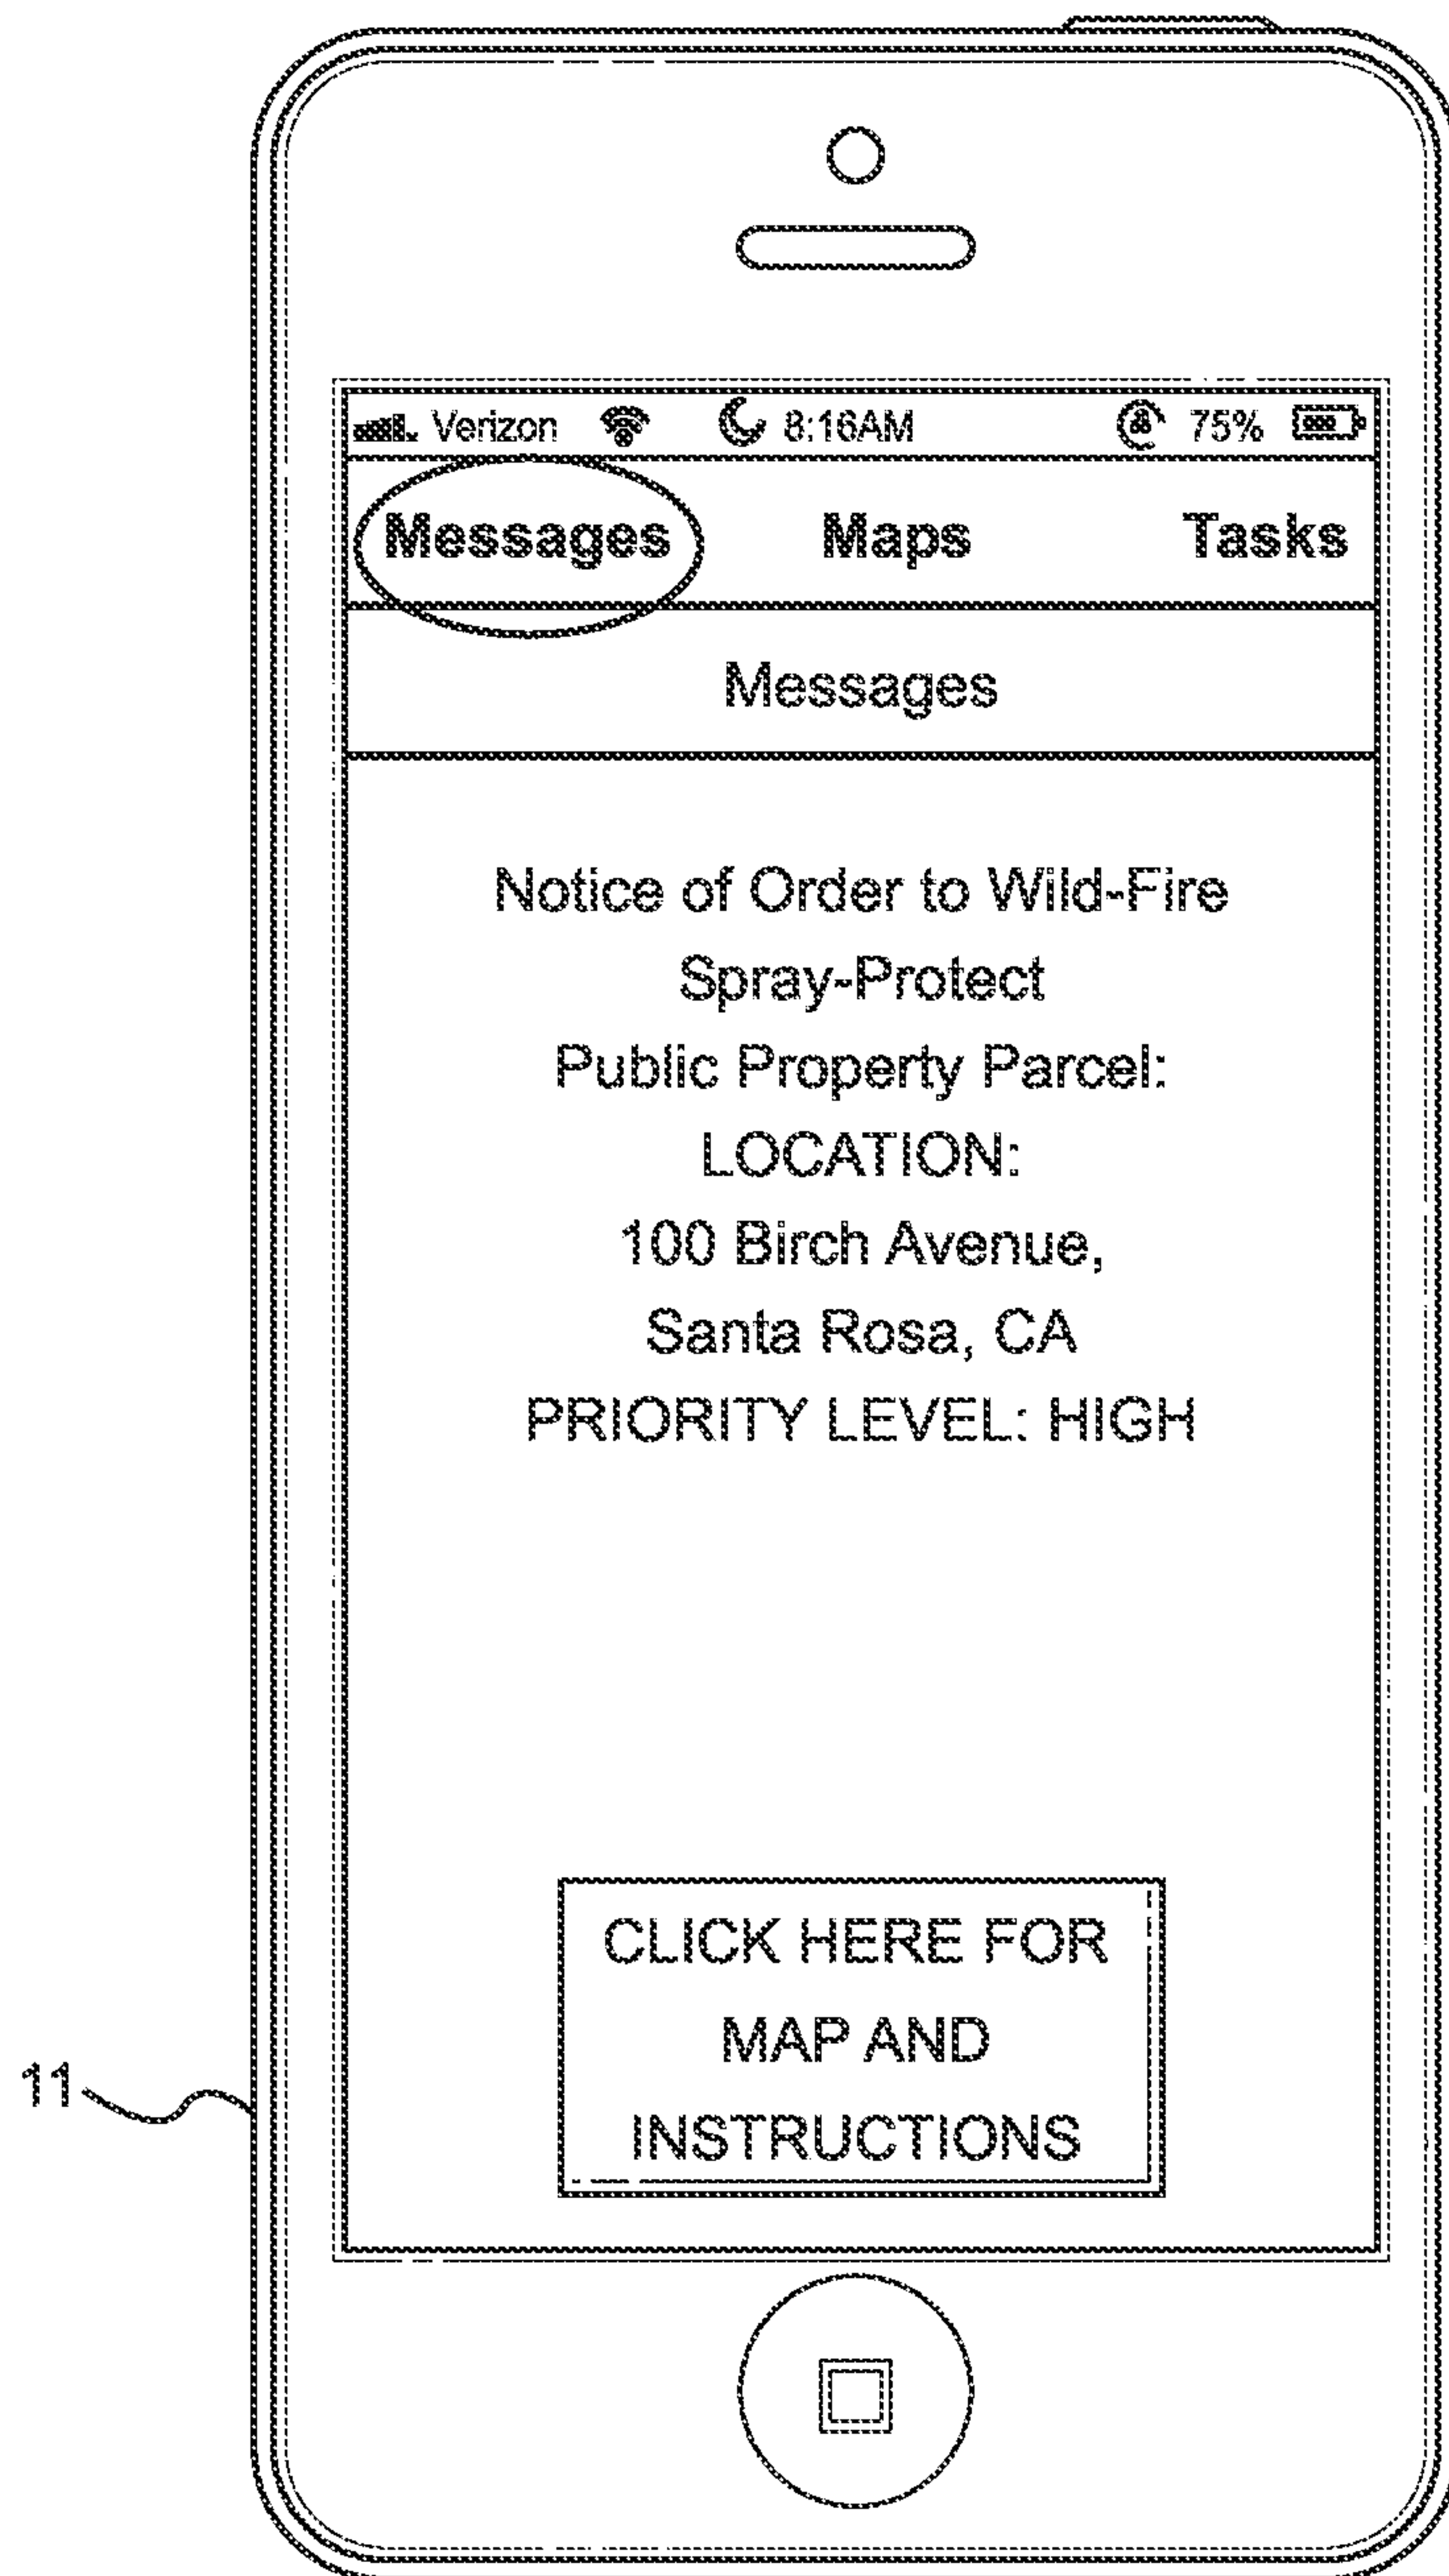 Verizon 8:16AM 75%
Messages Maps Tasks
Messages
Notice of Order to Wild-Fire
Spray-Protect
Public Property Parcel:
LOCATION:
100 Birch Avenue,
Santa Rosa, CA
PRIORITY LEVEL: HIGH
CLICK HERE FOR
MAP AND
INSTRUCTIONS
11